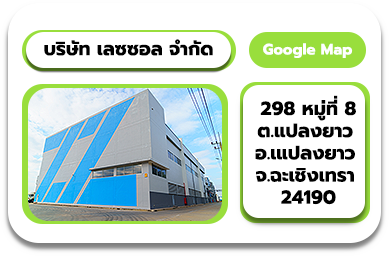 บริษัท เลซซอล จำกัด
Google Map
298 หมู่ที่ 8
ต.แปลงยาว
อ.แปลงยาว
จ.ฉะเชิงเทรา
24190